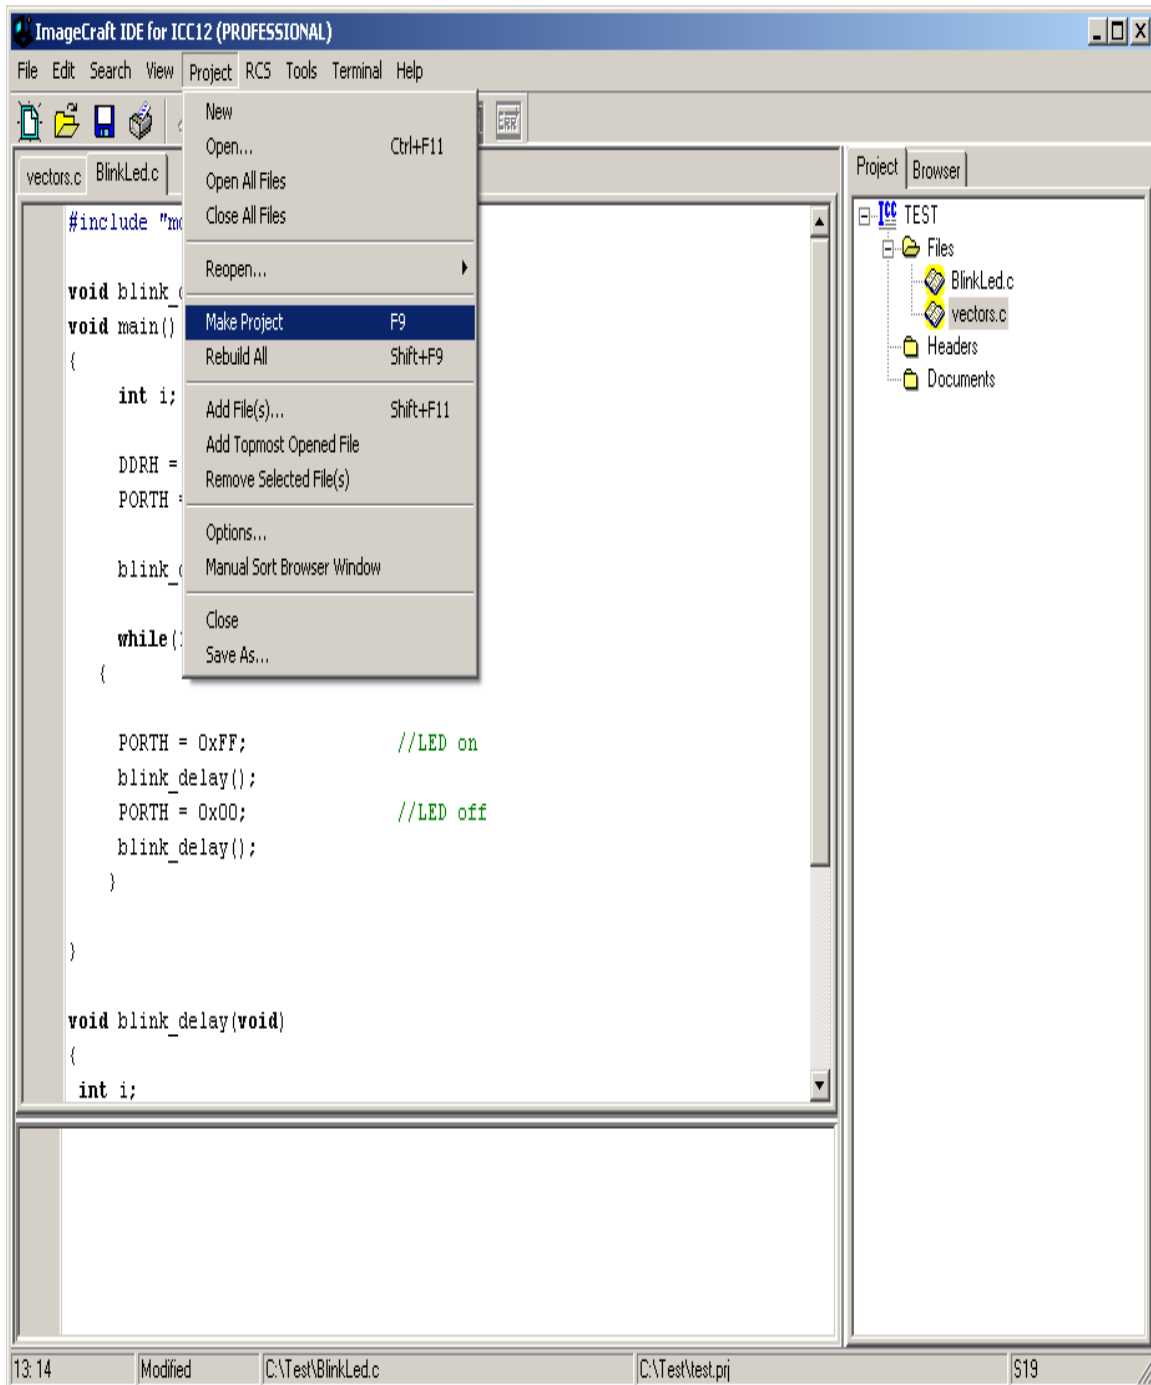 ImageCraft IDE for ICC12 (PROFESSIONAL)
File Edit Search View Project RCS Tools Terminal Help
New
Open... Ctrl+F11
Open All Files
Close All Files
Reopen...
Make Project F9
Rebuild All Shift+F9
Add File(s)... Shift+F11
Add Topmost Opened File
Remove Selected File(s)
Options...
Manual Sort Browser Window
Close
Save As...
ERR
vectors.c BlinkLed.c
#include "m
void blink_
void main()
{
int i;
DDRH =
PORTH =
blink_
while(
{
PORTH = 0xFF; //LED on
blink_delay();
PORTH = 0x00; //LED off
blink_delay();
}
}
void blink_delay(void)
{
int i;
Project Browser
ICC TEST
Files
BlinkLed.c
vectors.c
Headers
Documents
13: 14 Modified C:\Test\BlinkLed.c C:\Test\test.prj S19